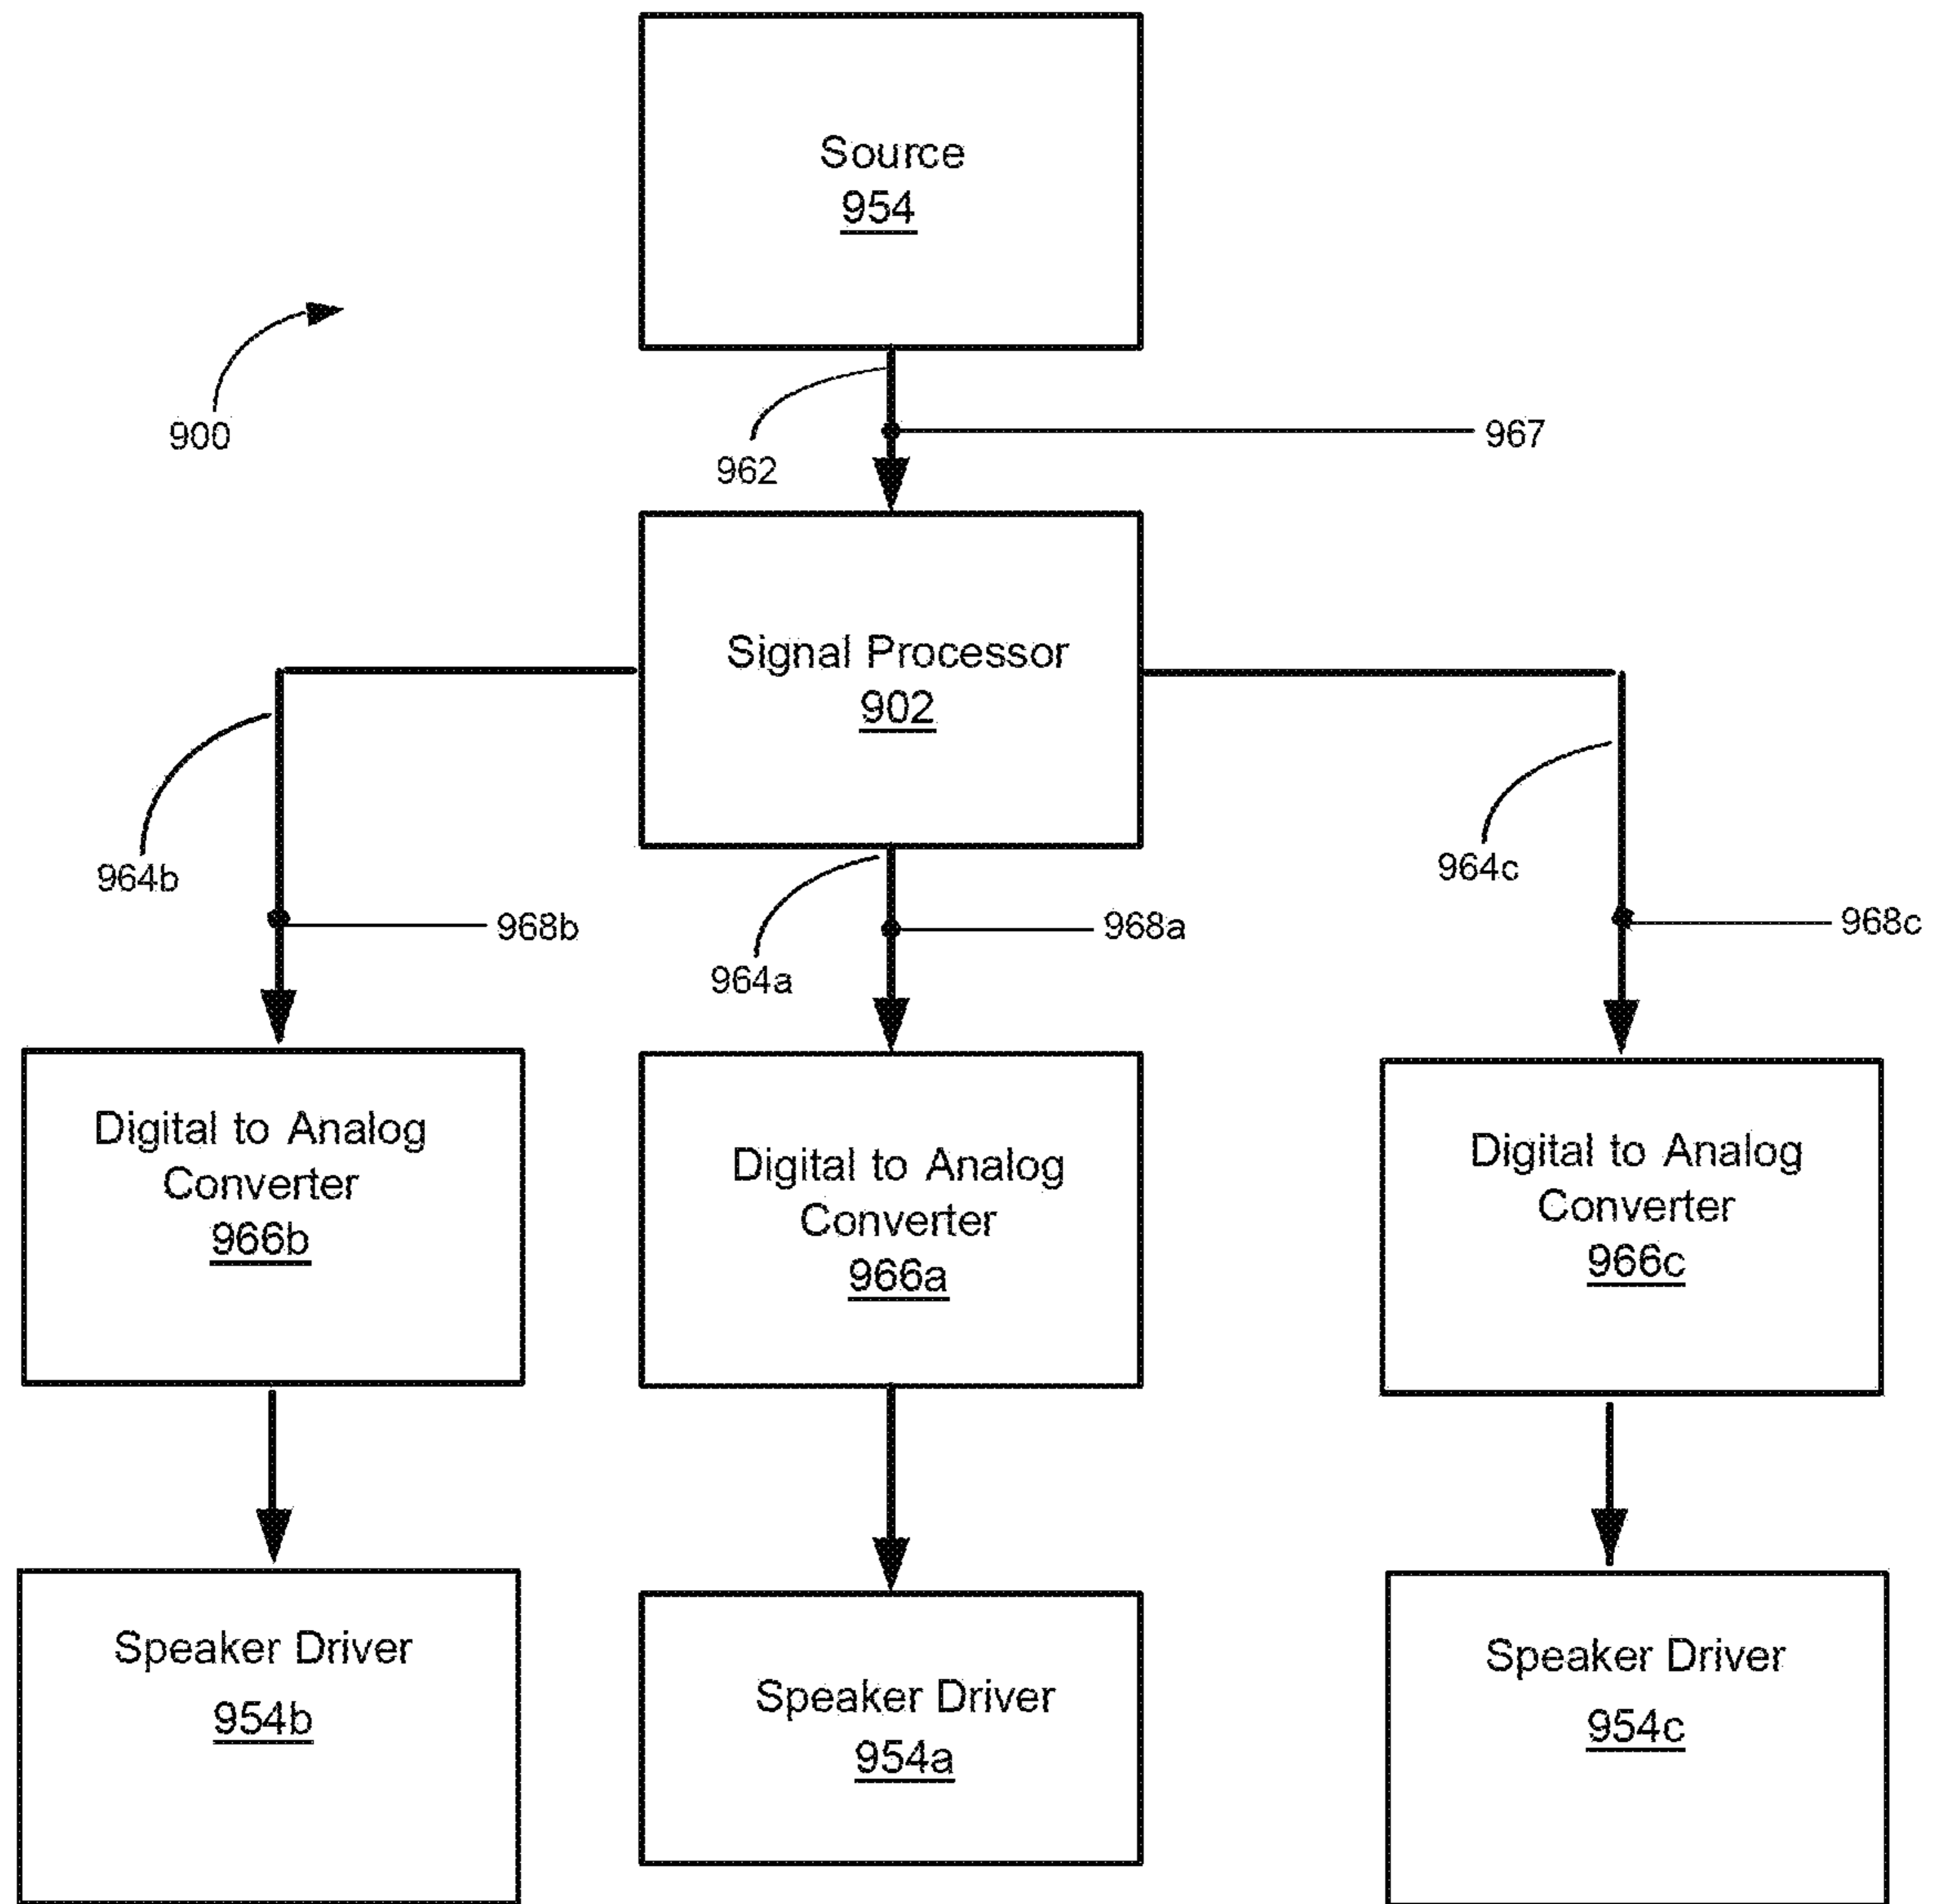 Source
954
900
962
967
Signal Processor
902
964b
964a
964c
968b
968a
968c
Digital to Analog
Converter
966b
Digital to Analog
Converter
966a
Digital to Analog
Converter
966c
Speaker Driver
954b
Speaker Driver
954a
Speaker Driver
954c